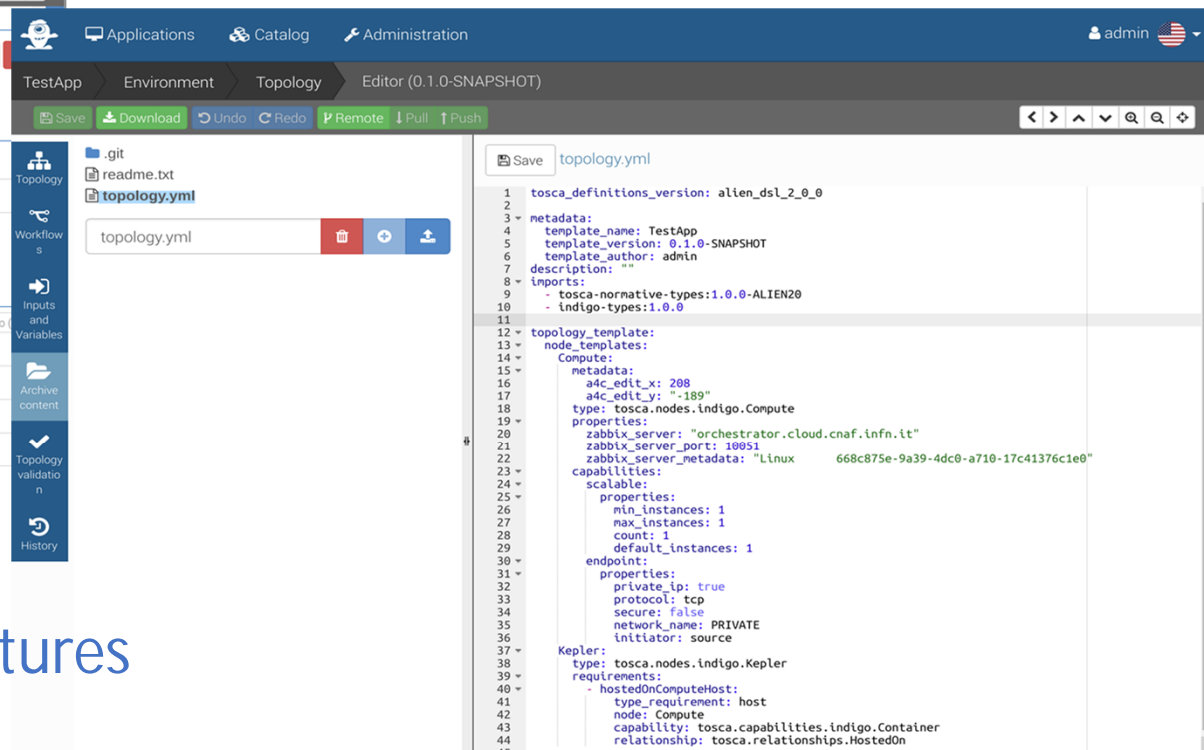 Applications Catalog Administration admin
TestApp Environment Topology Editor (0.1.0-SNAPSHOT)
Save Download Undo Redo Remote Pull Push
Topology
Workflow
s
Inputs
and
Variables
Archive
content
Topology
validatio
n
History
.git
readme.txt
topology.yml
topology.yml
Save topology.yml
1 tosca_definitions_version: alien_dsl_2_0_0
2
3 metadata:
4   template_name: TestApp
5   template_version: 0.1.0-SNAPSHOT
6   template_author: admin
7 description: ""
8 imports:
9   - tosca-normative-types:1.0.0-ALIEN20
10   - indigo-types:1.0.0
11
12 topology_template:
13   node_templates:
14     Compute:
15       metadata:
16         a4c_edit_x: 208
17         a4c_edit_y: "-189"
18       type: tosca.nodes.indigo.Compute
19       properties:
20         zabbix_server: "orchestrator.cloud.cnaf.infn.it"
21         zabbix_server_port: 10051
22         zabbix_server_metadata: "Linux      668c875e-9a39-4dc0-a710-17c41376c1e0"
23       capabilities:
24         scalable:
25           properties:
26             min_instances: 1
27             max_instances: 1
28             count: 1
29             default_instances: 1
30         endpoint:
31           properties:
32             private_ip: true
33             protocol: tcp
34             secure: false
35             network_name: PRIVATE
36             initiator: source
37     Kepler:
38       type: tosca.nodes.indigo.Kepler
39       requirements:
40         - hostedOnComputeHost:
41             type_requirement: host
42             node: Compute
43             capability: tosca.capabilities.indigo.Container
44             relationship: tosca.relationships.HostedOn
tures